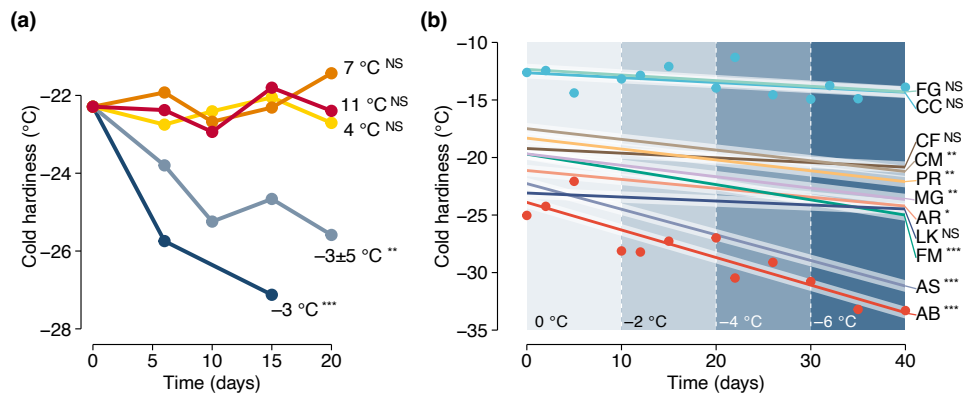 (a)
Cold hardiness (°C)
−22
−24
−26
−28
7 °C NS
11 °C NS
4 °C NS
−3±5 °C **
−3 °C ***
0 5 10 15 20
Time (days)
(b)
Cold hardiness (°C)
−10
−15
−20
−25
−30
−35
FG NS
CC NS
CF NS
CM **
PR **
MG **
AR *
LK NS
FM ***
AS ***
AB ***
0 °C −2 °C −4 °C −6 °C
0 10 20 30 40
Time (days)